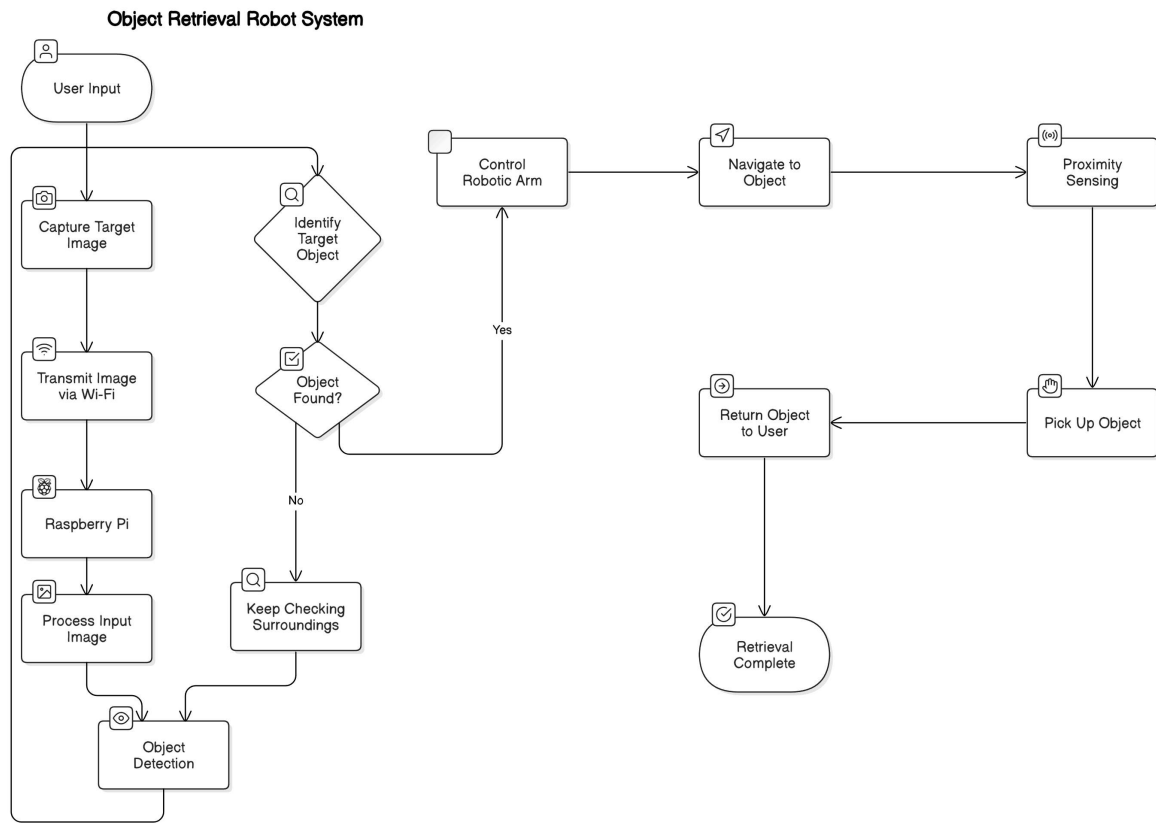 Object Retrieval Robot System
User Input
Capture Target
Image
Transmit Image
via Wi-Fi
Raspberry Pi
Process Input
Image
Object
Detection
Identify
Target
Object
Object
Found?
No
Keep Checking
Surroundings
Yes
Control
Robotic Arm
Navigate to
Object
Proximity
Sensing
Pick Up Object
Return Object
to User
Retrieval
Complete